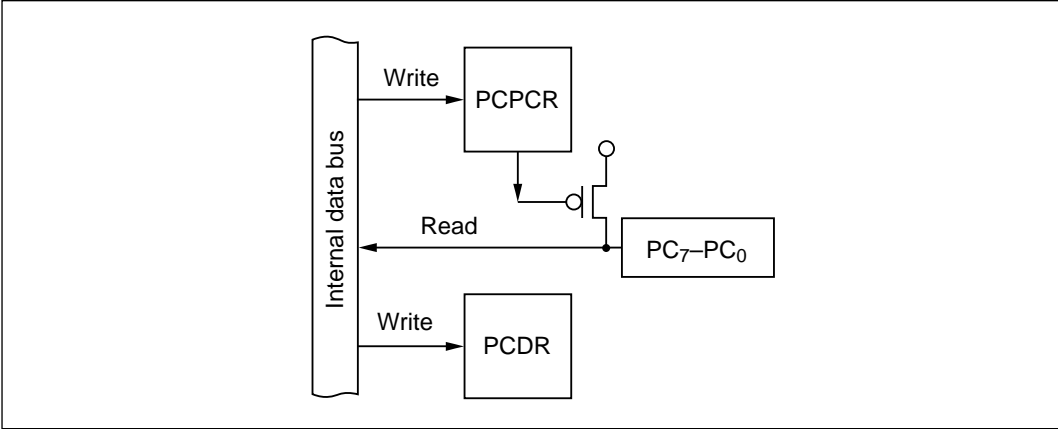 Write
PCPCR
Internal data bus
Read
PC₇–PC₀
Write
PCDR